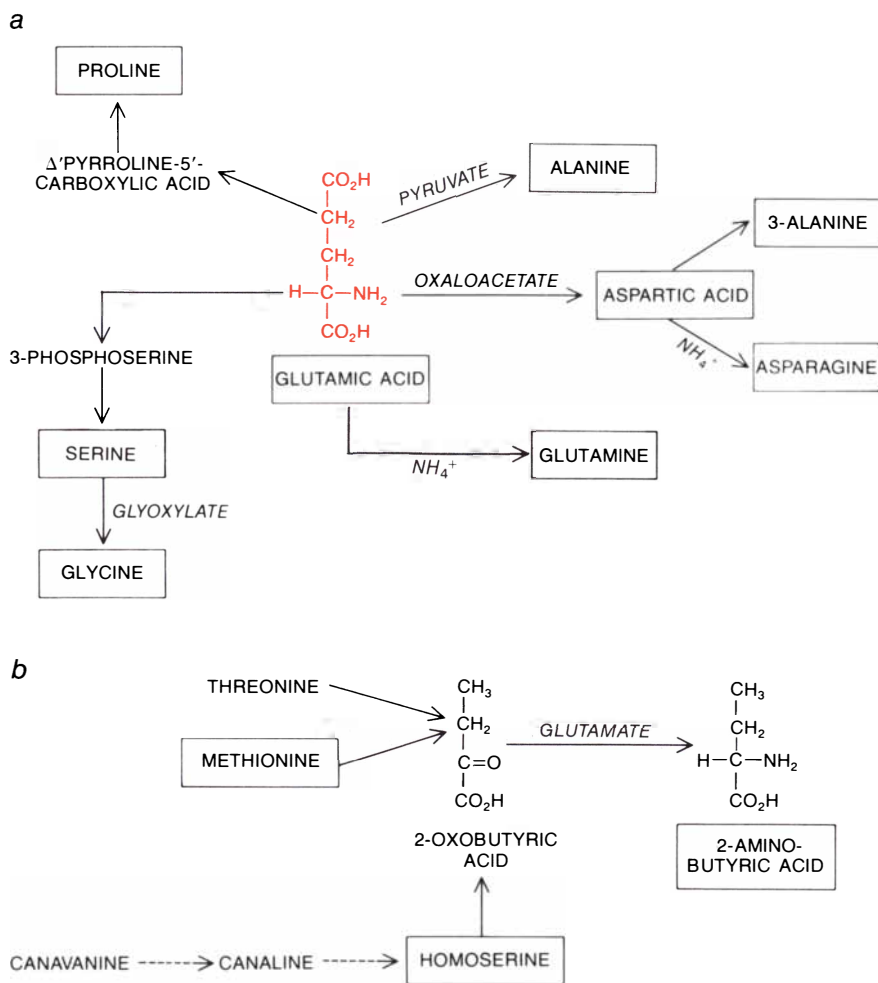 a
PROLINE
Δ'PYRROLINE-5'-
CARBOXYLIC ACID
CO₂H
CH₂
CH₂
H—C—NH₂
CO₂H
GLUTAMIC ACID
PYRUVATE
ALANINE
OXALOACETATE
ASPARTIC ACID
3-ALANINE
NH₄⁺
ASPARAGINE
3-PHOSPHOSERINE
SERINE
GLYOXYLATE
GLYCINE
NH₄⁺
GLUTAMINE
b
THREONINE
METHIONINE
CH₃
CH₂
C=O
CO₂H
2-OXOBUTYRIC
ACID
GLUTAMATE
CH₃
CH₂
H—C—NH₂
CO₂H
2-AMINO-
BUTYRIC ACID
CANAVANINE
CANALINE
HOMOSERINE